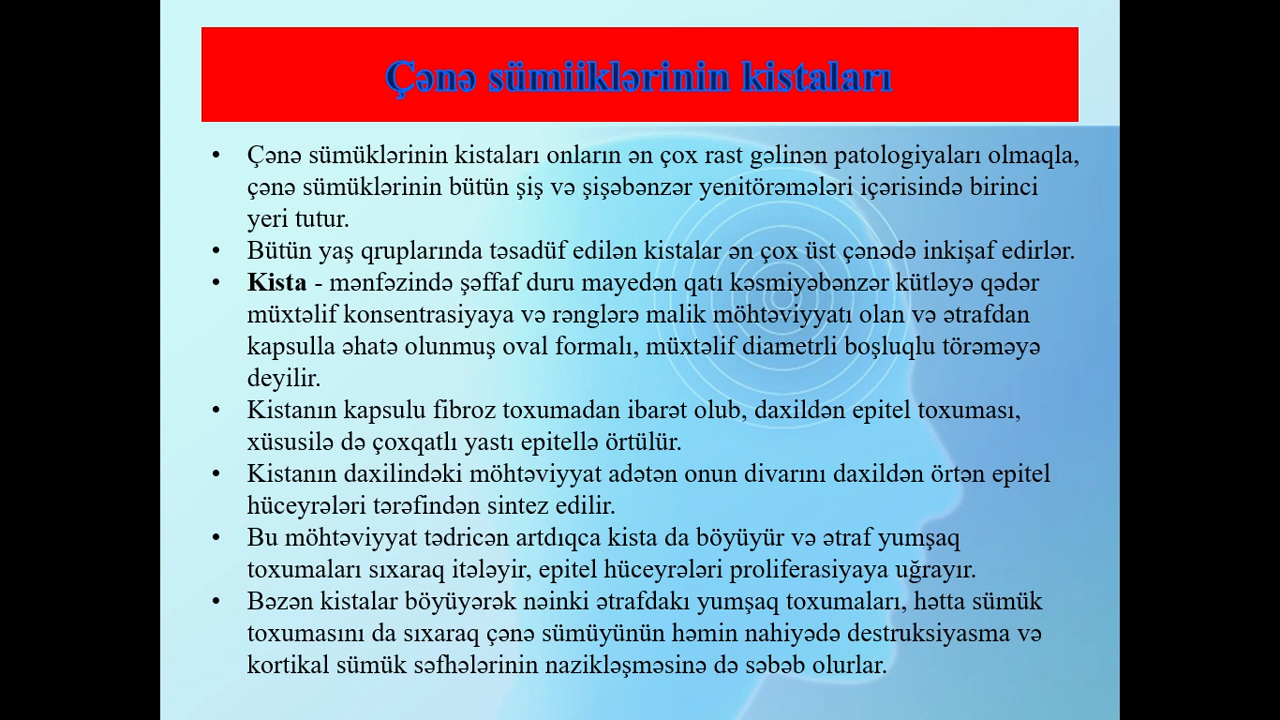 Çənə sümiiklərinin kistaları
• Çənə sümüklərinin kistaları onların ən çox rast gəlinən patologiyaları olmaqla,
çənə sümüklərinin bütün şiş və şişəbənzər yenitörəmələri içərisində birinci
yeri tutur.
• Bütün yaş qruplarında təsadüf edilən kistalar ən çox üst çənədə inkişaf edirlər.
• Kista - mənfəzində şəffaf duru mayedən qatı kəsmiyəbənzər kütləyə qədər
müxtəlif konsentrasiyaya və rənglərə malik möhtəviyyatı olan və ətrafdan
kapsulla əhatə olunmuş oval formalı, müxtəlif diametrli boşluqlu törəməyə
deyilir.
• Kistanın kapsulu fibroz toxumadan ibarət olub, daxildən epitel toxuması,
xüsusilə də çoxqatlı yastı epitellə örtülür.
• Kistanın daxilindəki möhtəviyyat adətən onun divarını daxildən örtən epitel
hüceyrələri tərəfindən sintez edilir.
• Bu möhtəviyyat tədricən artdıqca kista da böyüyür və ətraf yumşaq
toxumaları sıxaraq itələyir, epitel hüceyrələri proliferasiyaya uğrayır.
• Bəzən kistalar böyüyərək nəinki ətrafdakı yumşaq toxumaları, hətta sümük
toxumasını da sıxaraq çənə sümüyünün həmin nahiyədə destruksiyasma və
kortikal sümük səfhələrinin nazikləşməsinə də səbəb olurlar.